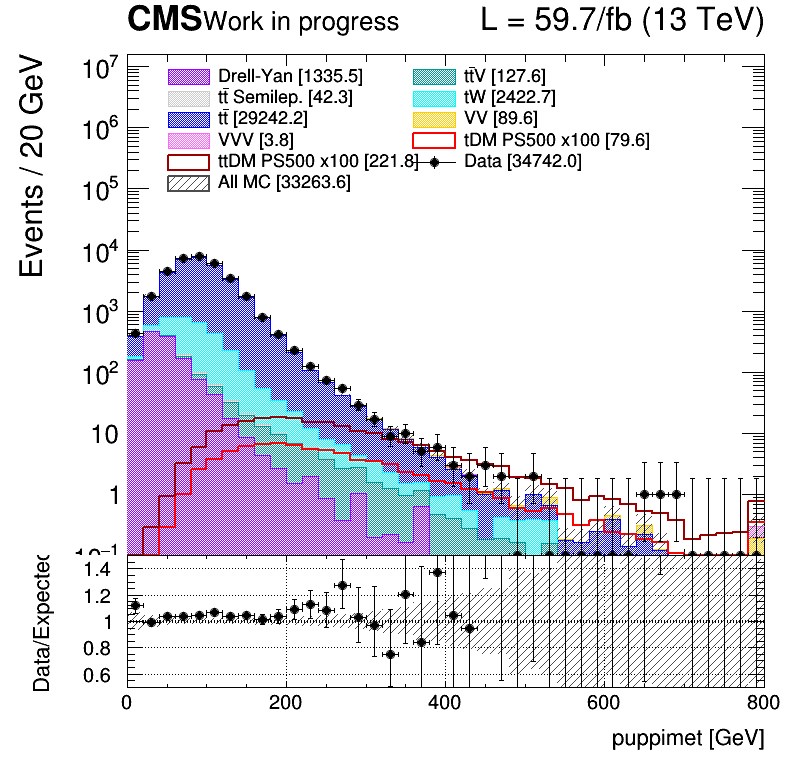 CMS Work in progress L = 59.7/fb (13 TeV)
Events / 20 GeV
10⁷
10⁶
10⁵
10⁴
10³
10²
10
1
10⁻¹
Drell-Yan [1335.5] tt̄V [127.6]
tt̄ Semilep. [42.3] tW [2422.7]
tt̄ [29242.2] VV [89.6]
VVV [3.8] tDM PS500 x100 [79.6]
ttDM PS500 x100 [221.8] Data [34742.0]
All MC [33263.6]
Data/Expected
1.4
1.2
1
0.8
0.6
0 200 400 600 800
puppimet [GeV]